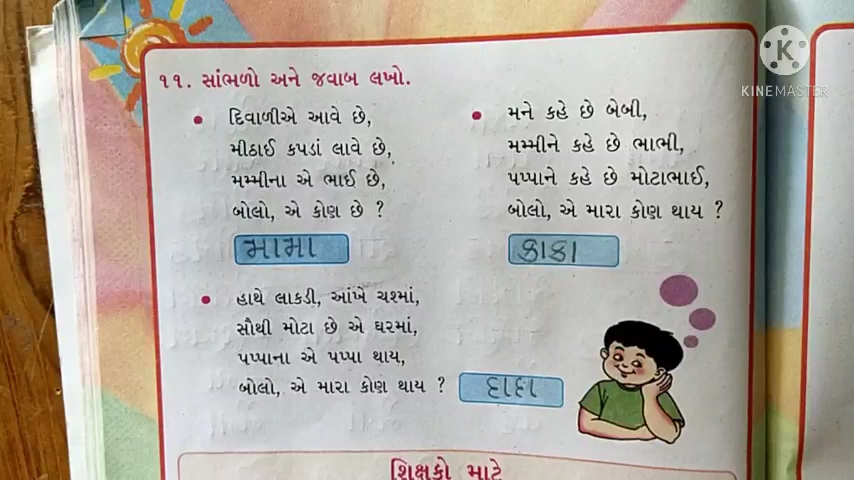 ૧૧. સાંભળો અને જવાબ લખો.
• દિવાળીએ આવે છે,
મીઠાઈ કપડાં લાવે છે,
મમ્મીના એ ભાઈ છે,
બોલો, એ કોણ છે ?
મામા
• મને કહે છે બેબી,
મમ્મીને કહે છે ભાભી,
પપ્પાને કહે છે મોટાભાઈ,
બોલો, એ મારા કોણ થાય ?
કાકા
• હાથે લાકડી, આંખે ચશ્માં,
સૌથી મોટા છે એ ઘરમાં,
પપ્પાના એ પપ્પા થાય,
બોલો, એ મારા કોણ થાય ?
દાદા
શિક્ષકો માટે
K
KINEMASTER